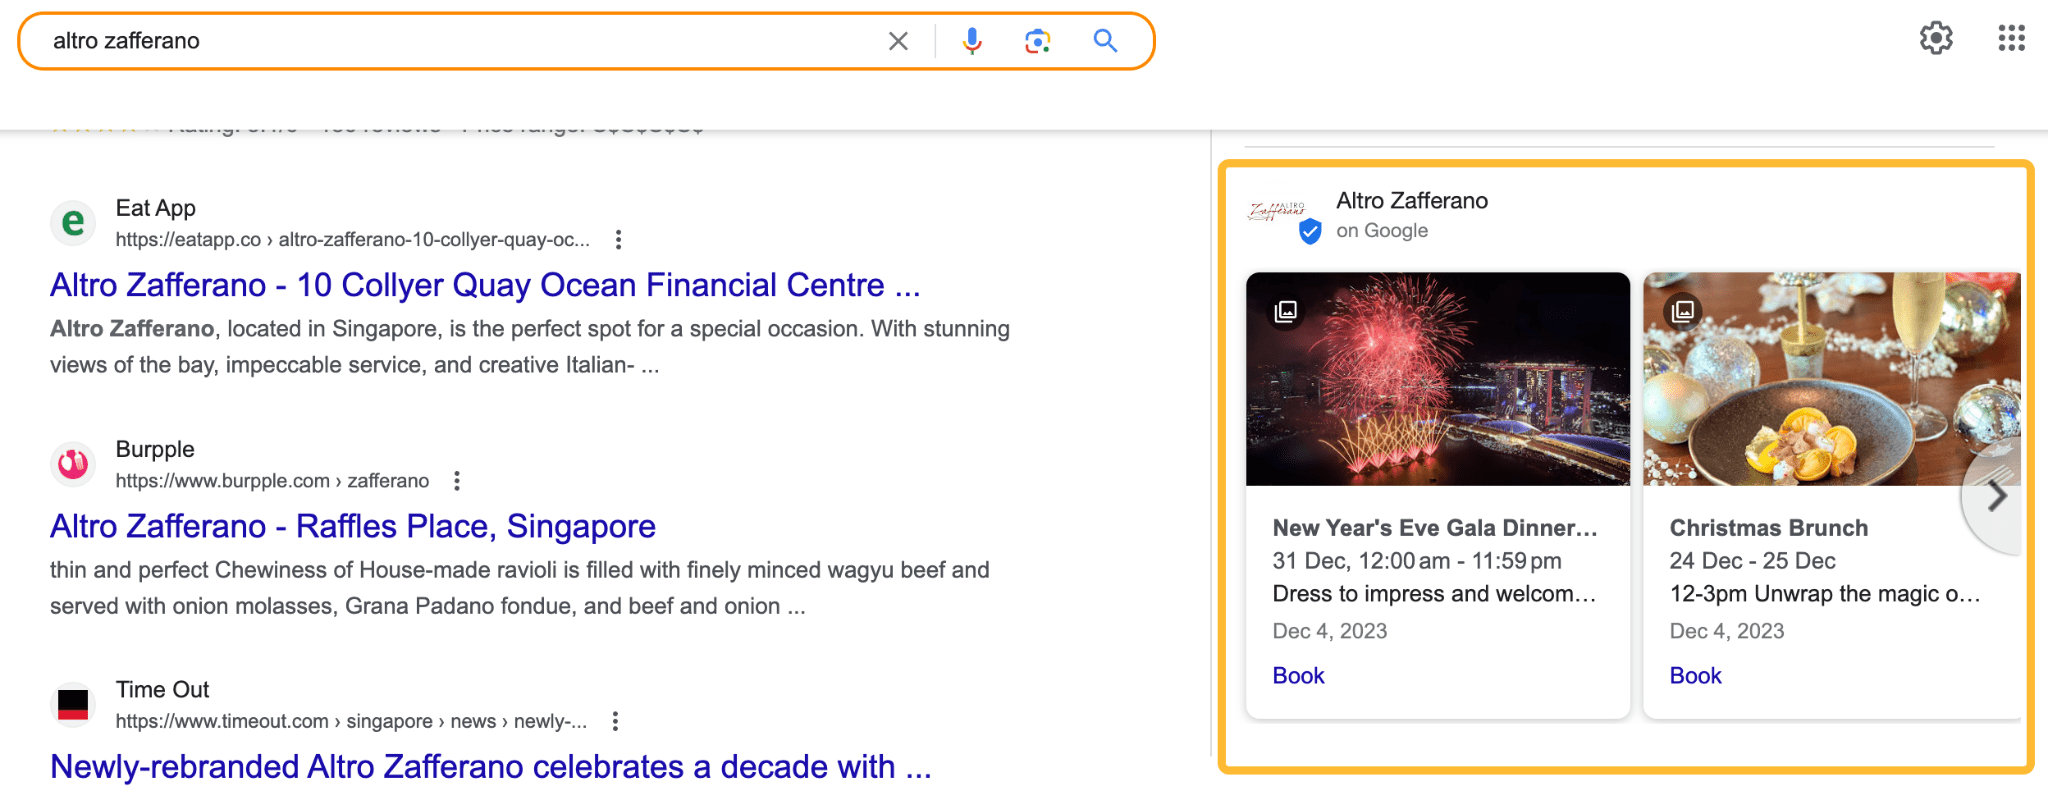 altro zafferano
Eat App
https://eatapp.co › altro-zafferano-10-collyer-quay-oc...
Altro Zafferano - 10 Collyer Quay Ocean Financial Centre ...
Altro Zafferano, located in Singapore, is the perfect spot for a special occasion. With stunning
views of the bay, impeccable service, and creative Italian- ...
Burpple
https://www.burpple.com › zafferano
Altro Zafferano - Raffles Place, Singapore
thin and perfect Chewiness of House-made ravioli is filled with finely minced wagyu beef and
served with onion molasses, Grana Padano fondue, and beef and onion ...
Time Out
https://www.timeout.com › singapore › news › newly-...
Newly-rebranded Altro Zafferano celebrates a decade with ...
ALTRO
Zafferano
Altro Zafferano
on Google
New Year's Eve Gala Dinner...
31 Dec, 12:00 am - 11:59 pm
Dress to impress and welcom...
Dec 4, 2023
Book
Christmas Brunch
24 Dec - 25 Dec
12-3pm Unwrap the magic o...
Dec 4, 2023
Book